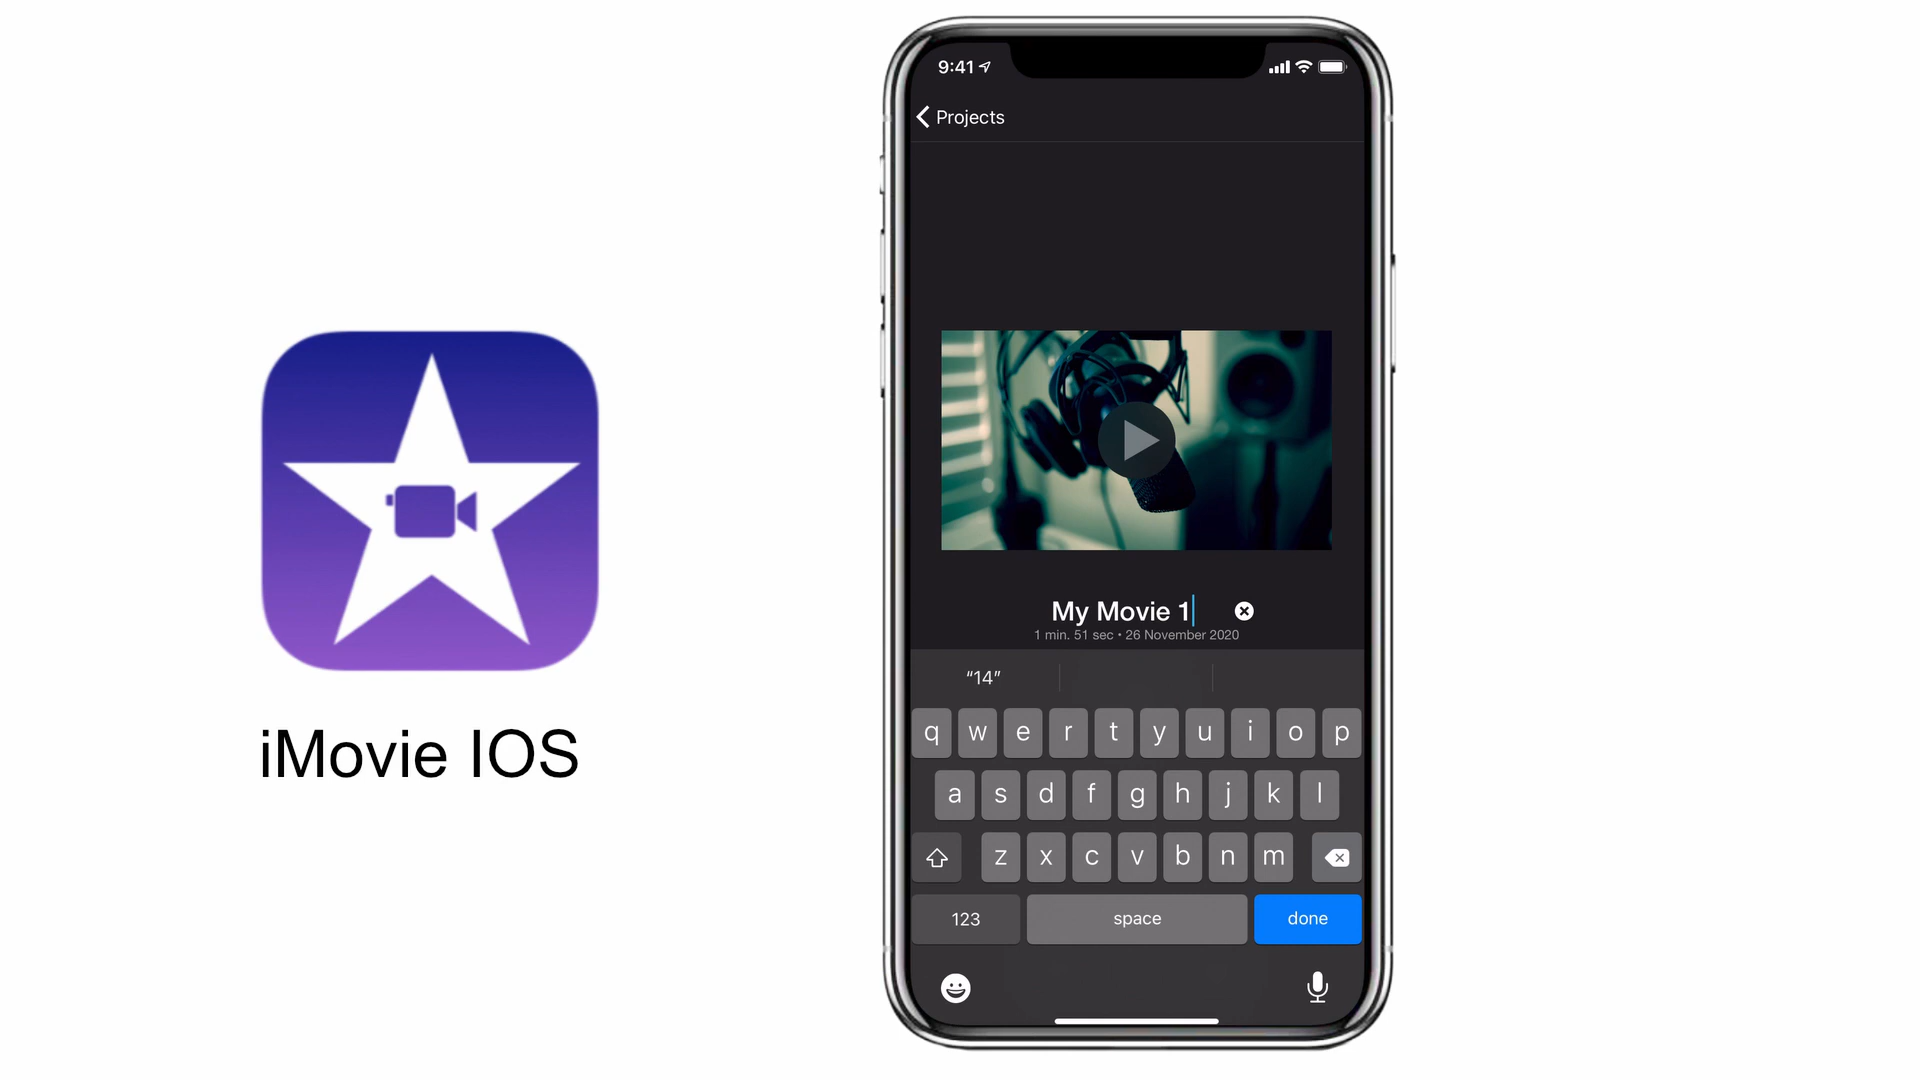 iMovie IOS
9:41
Projects
My Movie 1
1 min. 51 sec • 26 November 2020
“14”
q w e r t y u i o p
a s d f g h j k l
z x c v b n m
123 space done